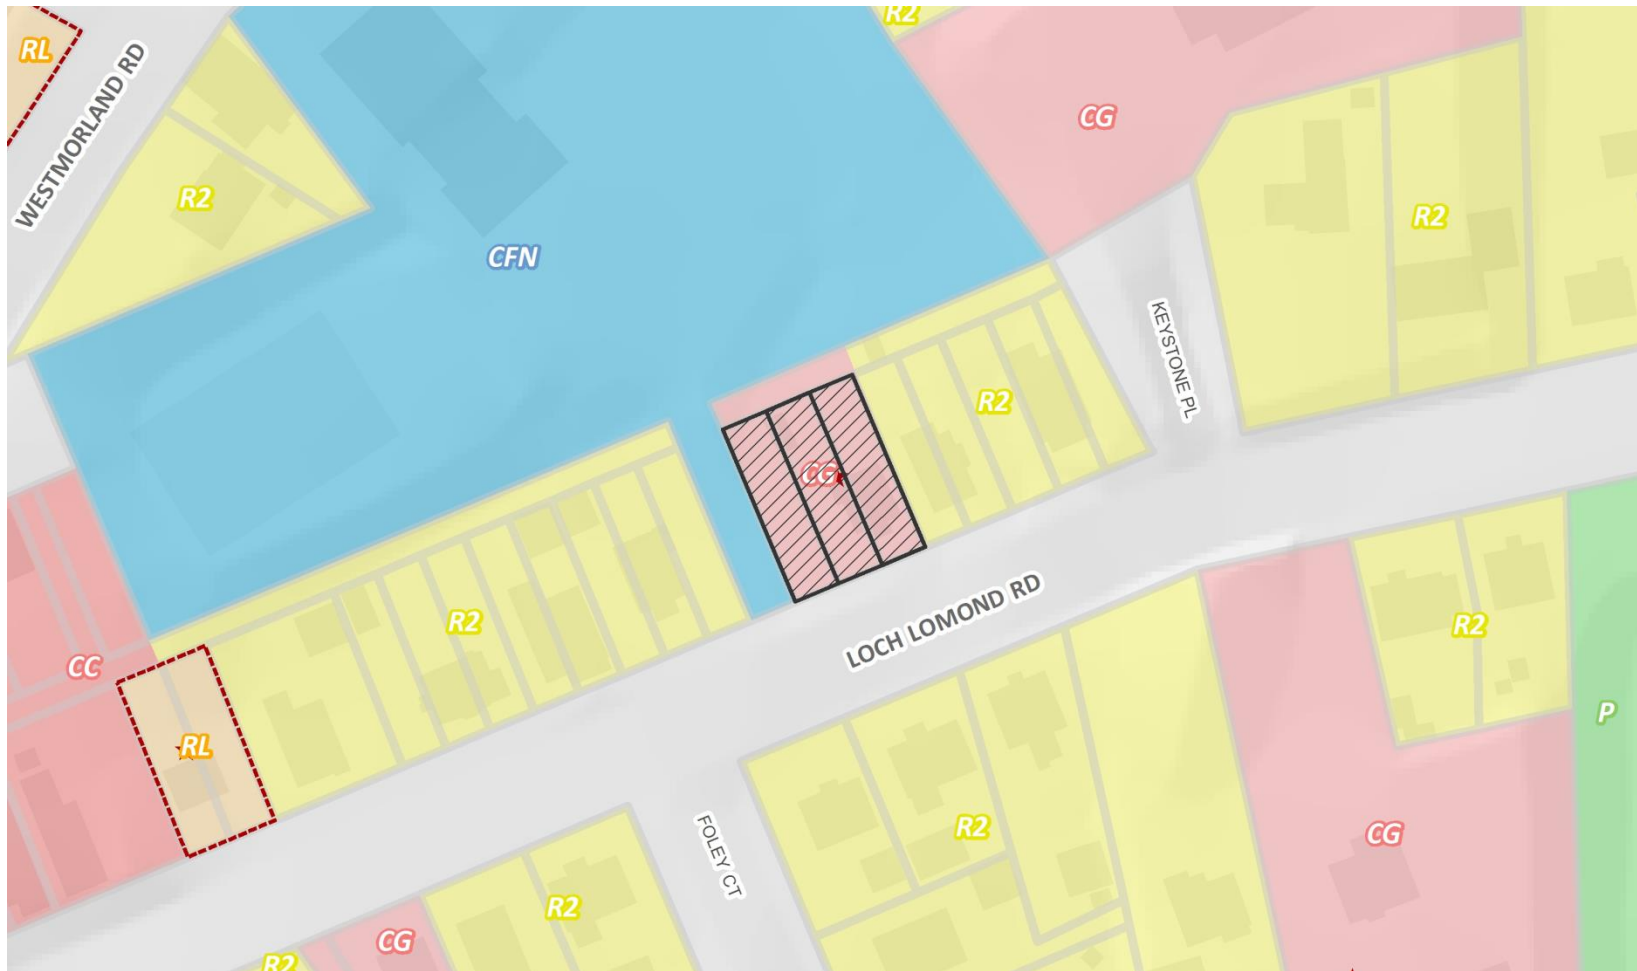 R2
RL
WESTMORLAND RD
CG
R2
R2
CFN
KEYSTONE PL
R2
CG
LOCH LOMOND RD
R2
R2
CC
P
RL
FOLEY CT
R2
CG
R2
CG
R2